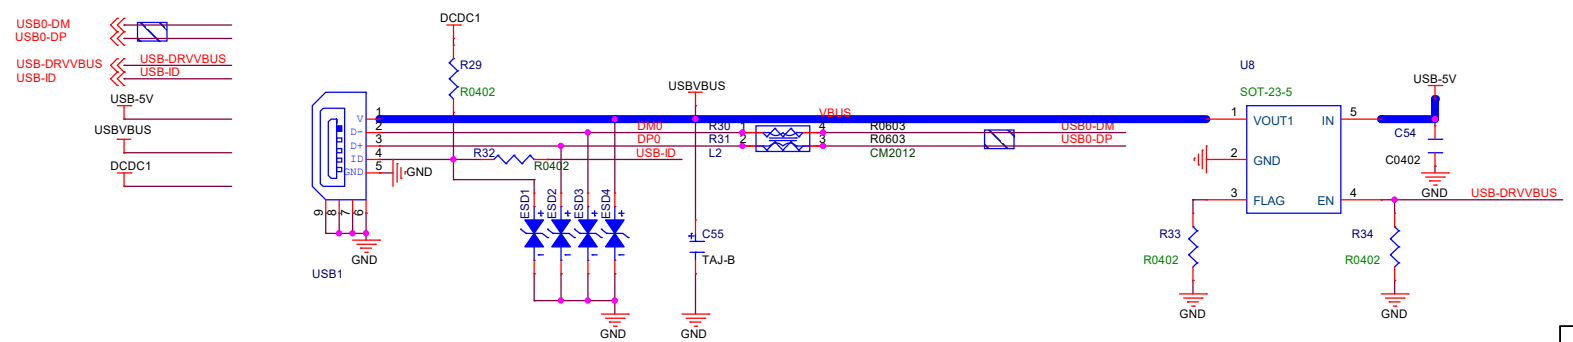 USB0-DM
USB0-DP
USB-DRVVBUS USB-DRVVBUS
USB-ID USB-ID
USB-5V
USBVBUS
DCDC1
DCDC1
R29
R0402
1 V
2 D-
3 D+
4 ID
5 GND
GND
9 8 7 6
GND
USB1
R32
R0402
DM0
DP0
USB-ID
ESD1 ESD2 ESD3 ESD4
+ + + +
GND
USBVBUS
R30 1
R31 2
L2
VBUS
4 R0603
3 R0603
CM2012
USB0-DM
USB0-DP
+ C55
TAJ-B
GND
U8
SOT-23-5
1 VOUT1 IN 5
2 GND
3 FLAG EN 4
R33
R0402
GND
USB-5V
C54
C0402
GND
USB-DRVVBUS
R34
R0402
GND